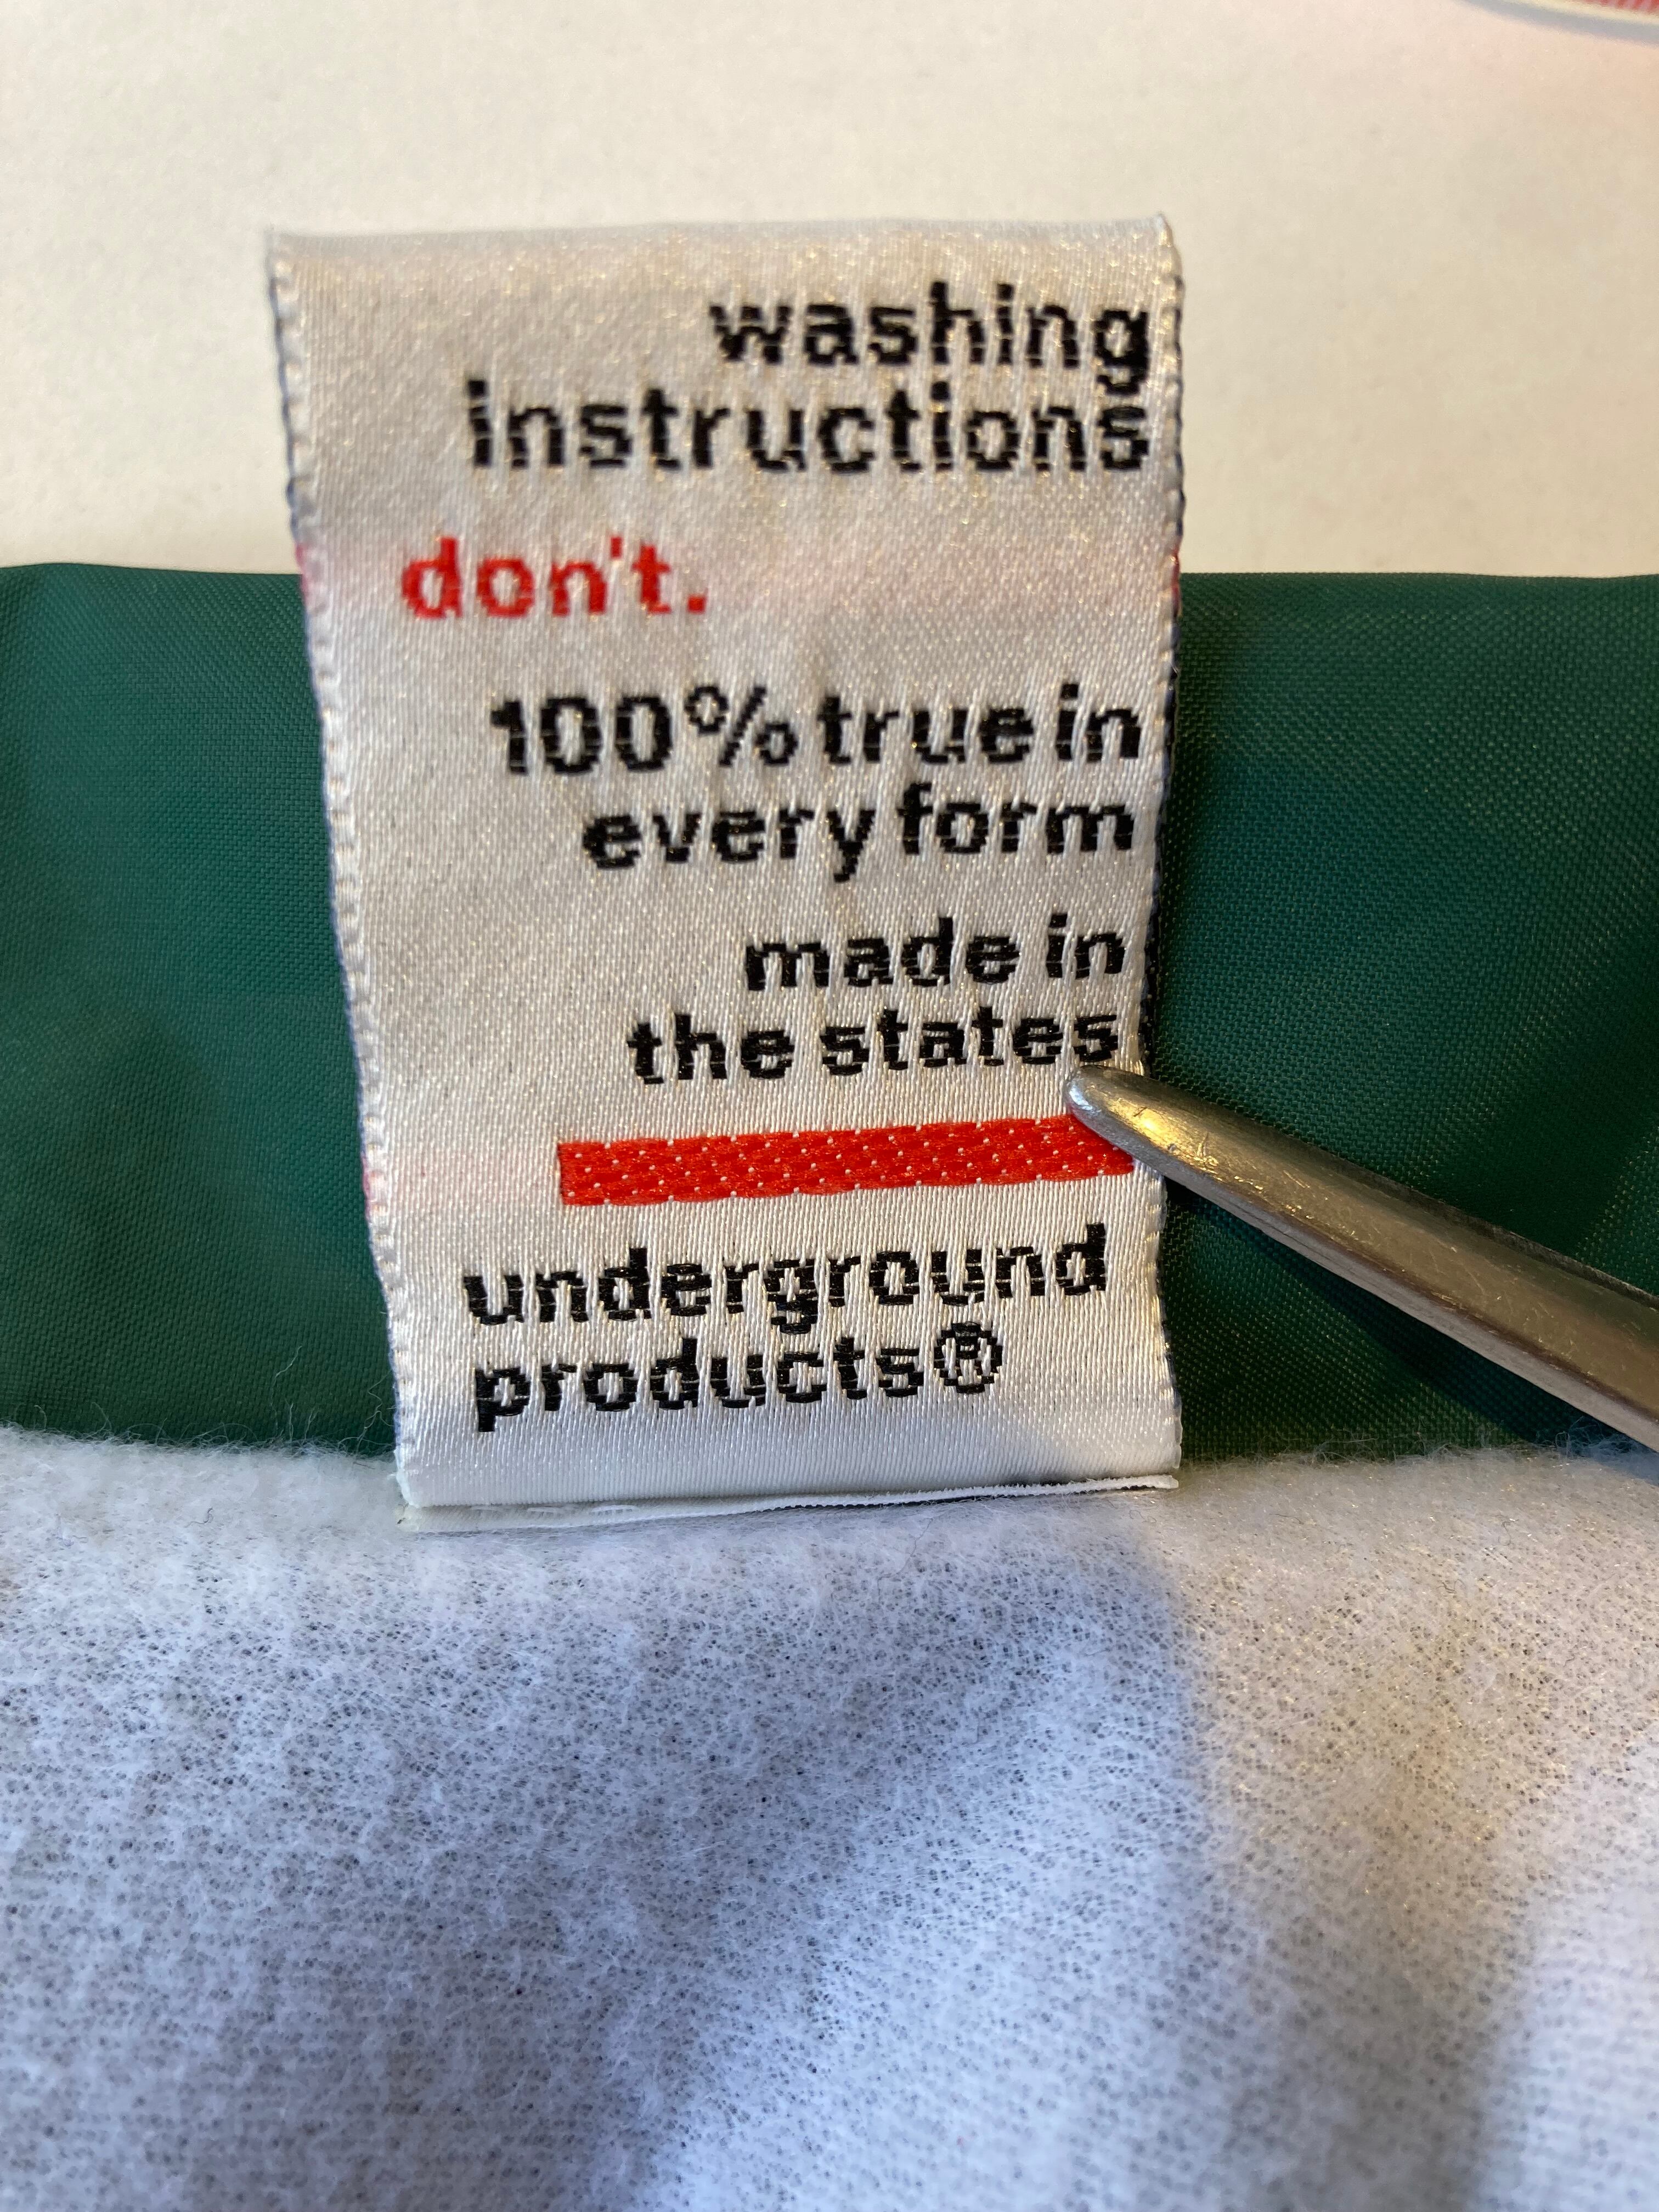 washing
instructions
don't.
100% true in
every form
made in
the states
underground
products®